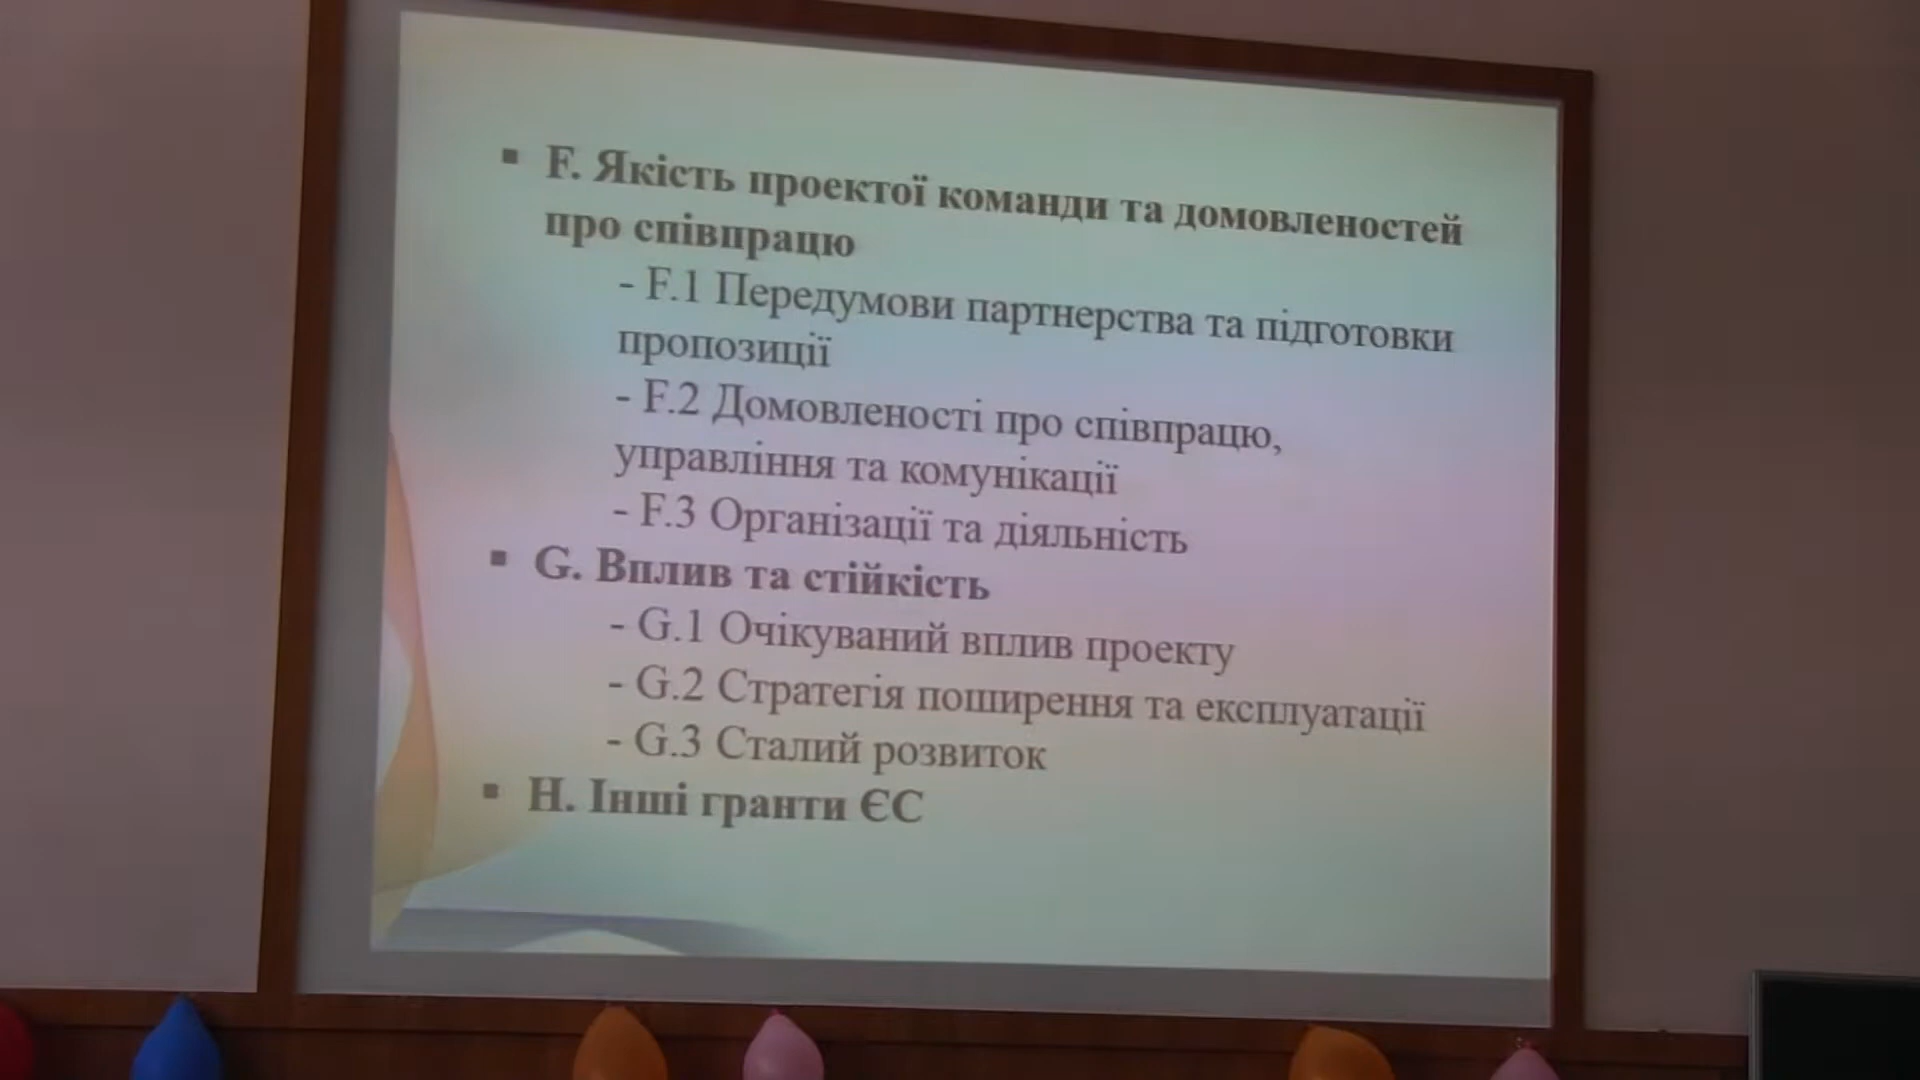 ▪ F. Якість проектої команди та домовленостей
про співпрацю
- F.1 Передумови партнерства та підготовки
пропозиції
- F.2 Домовленості про співпрацю,
управління та комунікації
- F.3 Організації та діяльність
▪ G. Вплив та стійкість
- G.1 Очікуваний вплив проекту
- G.2 Стратегія поширення та експлуатації
- G.3 Сталий розвиток
▪ H. Інші гранти ЄС